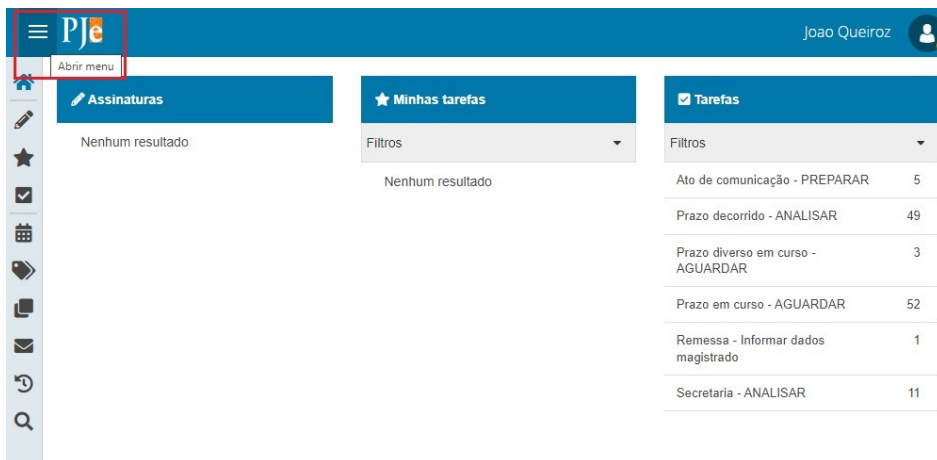 PJe
Joao Queiroz
Abrir menu
Assinaturas
Nenhum resultado
Minhas tarefas
Filtros
Nenhum resultado
Tarefas
Filtros
Ato de comunicação - PREPARAR 5
Prazo decorrido - ANALISAR 49
Prazo diverso em curso - 3
AGUARDAR
Prazo em curso - AGUARDAR 52
Remessa - Informar dados 1
magistrado
Secretaria - ANALISAR 11